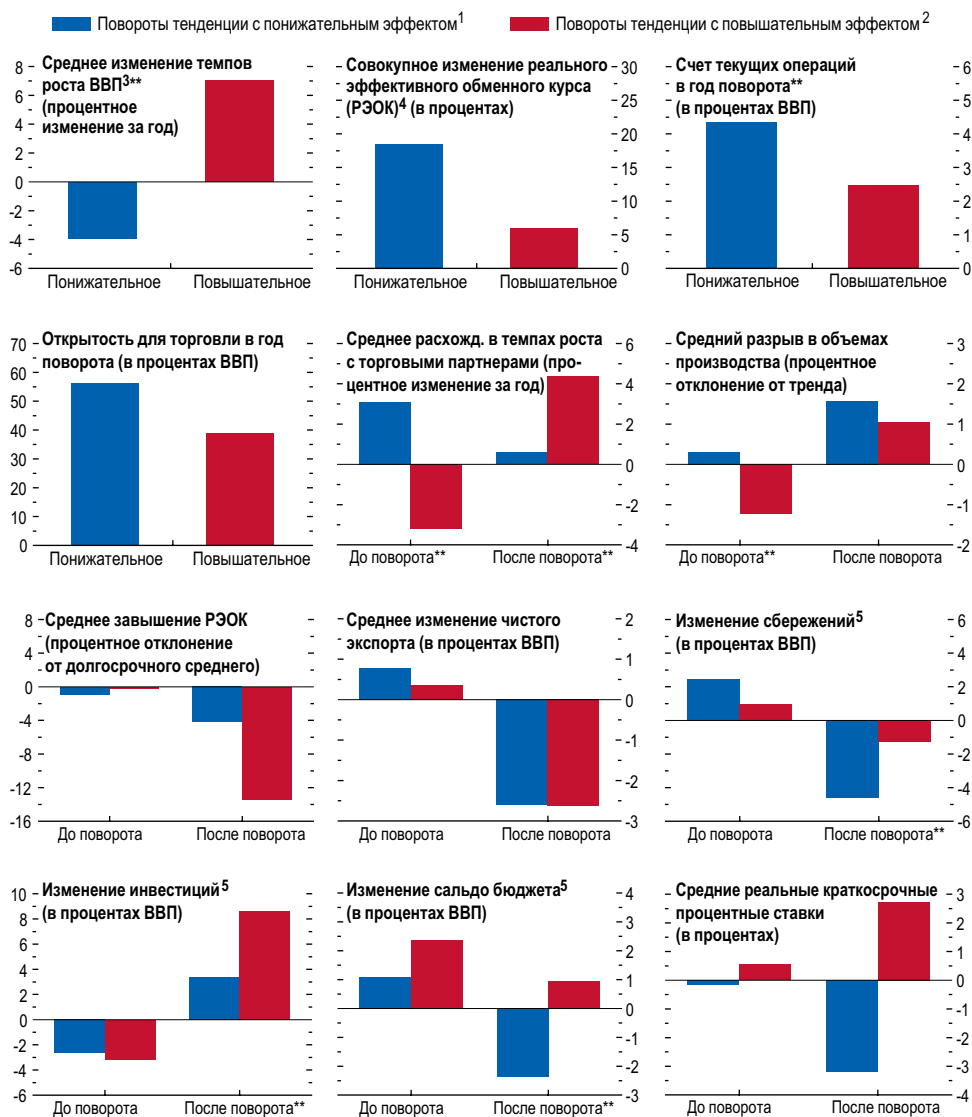 Повороты тенденции с понижательным эффектом1 Повороты тенденции с повышательным эффектом2
Среднее изменение темпов
роста ВВП3**
(процентное
изменение за год)
8
6
4
2
0
-2
-4
-6
Понижательное Повышательное
Совокупное изменение реального
эффективного обменного курса
(РЭОК)4 (в процентах)
30
25
20
15
10
5
0
Понижательное Повышательное
Счет текущих операций
в год поворота**
(в процентах ВВП)
6
5
4
3
2
1
0
Понижательное Повышательное
Открытость для торговли в год
поворота (в процентах ВВП)
70
60
50
40
30
20
10
0
Понижательное Повышательное
Среднее расхожд. в темпах роста
с торговыми партнерами (про-
центное изменение за год)
6
4
2
0
-2
-4
До поворота** После поворота**
Средний разрыв в объемах
производства (процентное
отклонение от тренда)
3
2
1
0
-1
-2
До поворота** После поворота
Среднее завышение РЭОК
(процентное отклонение
от долгосрочного среднего)
8
4
0
-4
-8
-12
-16
До поворота После поворота
Среднее изменение чистого
экспорта (в процентах ВВП)
2
1
0
-1
-2
-3
До поворота После поворота
Изменение сбережений5
(в процентах ВВП)
6
4
2
0
-2
-4
-6
До поворота После поворота**
Изменение инвестиций5
(в процентах ВВП)
10
8
6
4
2
0
-2
-4
-6
До поворота После поворота**
Изменение сальдо бюджета5
(в процентах ВВП)
4
3
2
1
0
-1
-2
-3
До поворота После поворота**
Средние реальные краткосрочные
процентные ставки
(в процентах)
3
2
1
0
-1
-2
-3
-4
До поворота После поворота